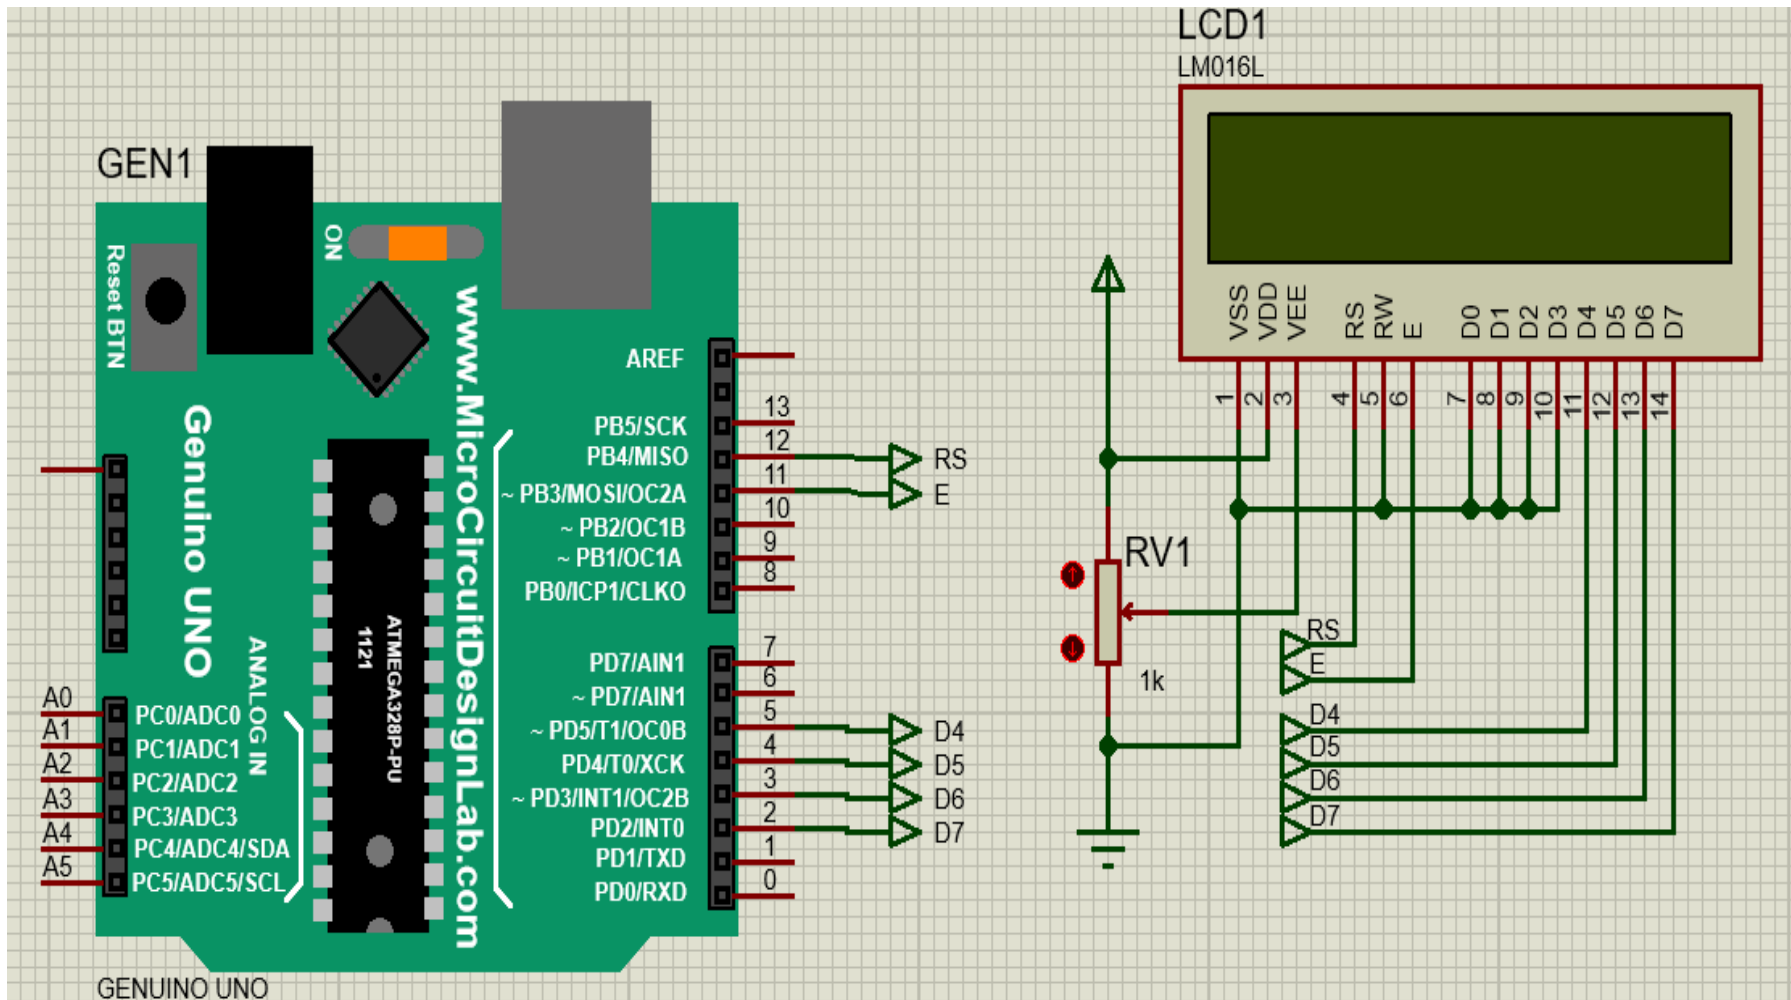 LCD1
LM016L
GEN1
ON
Reset BTN
www.MicroCircuitDesignLab.com
Genuino UNO
ATMEGA328P-PU
1121
ANALOG IN
AREF
PB5/SCK 13
PB4/MISO 12 RS
~ PB3/MOSI/OC2A 11 E
~ PB2/OC1B 10
~ PB1/OC1A 9
PB0/ICP1/CLKO 8
PD7/AIN1 7
~ PD7/AIN1 6
~ PD5/T1/OC0B 5 D4
PD4/T0/XCK 4 D5
~ PD3/INT1/OC2B 3 D6
PD2/INT0 2 D7
PD1/TXD 1
PD0/RXD 0
A0 PC0/ADC0
A1 PC1/ADC1
A2 PC2/ADC2
A3 PC3/ADC3
A4 PC4/ADC4/SDA
A5 PC5/ADC5/SCL
GENUINO UNO
VSS VDD VEE RS RW E D0 D1 D2 D3 D4 D5 D6 D7
1 2 3 4 5 6 7 8 9 10 11 12 13 14
RV1
1k
RS
E
D4
D5
D6
D7